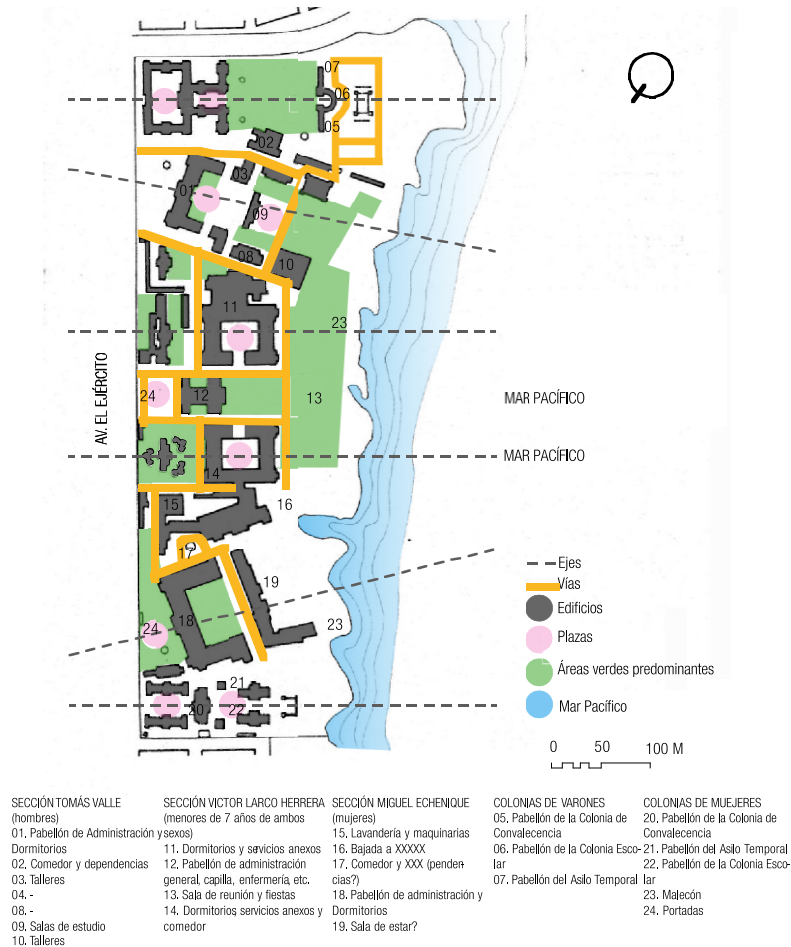 07
06
05
02
03
01
09
08
10
11
23
AV. EL EJÉRCITO
24
12
13
MAR PACÍFICO
MAR PACÍFICO
14
15
16
17
19
18
24
23
21
20
22
Ejes
Vías
Edificios
Plazas
Áreas verdes predominantes
Mar Pacífico
0 50 100 M
SECCIÓN TOMÁS VALLE
(hombres)
01. Pabellón de Administración y
Dormitorios
02. Comedor y dependencias
03. Talleres
04. -
08. -
09. Salas de estudio
10. Talleres
SECCIÓN VICTOR LARCO HERRERA
(menores de 7 años de ambos
sexos)
11. Dormitorios y servicios anexos
12. Pabellón de administración
general, capilla, enfermería, etc.
13. Sala de reunión y fiestas
14. Dormitorios, servicios anexos y
comedor
SECCIÓN MIGUEL ECHENIQUE
(mujeres)
15. Lavandería y maquinarias
16. Bajada a XXXXX
17. Comedor y XXX (penden-
cias?)
18. Pabellón de administración y
Dormitorios
19. Sala de estar?
COLONIAS DE VARONES
05. Pabellón de la Colonia de
Convalecencia
06. Pabellón de la Colonia Esco-
lar
07. Pabellón del Asilo Temporal
COLONIAS DE MUEJERES
20. Pabellón de la Colonia de
Convalecencia
21. Pabellón del Asilo Temporal
22. Pabellón de la Colonia Esco-
lar
23. Malecón
24. Portadas